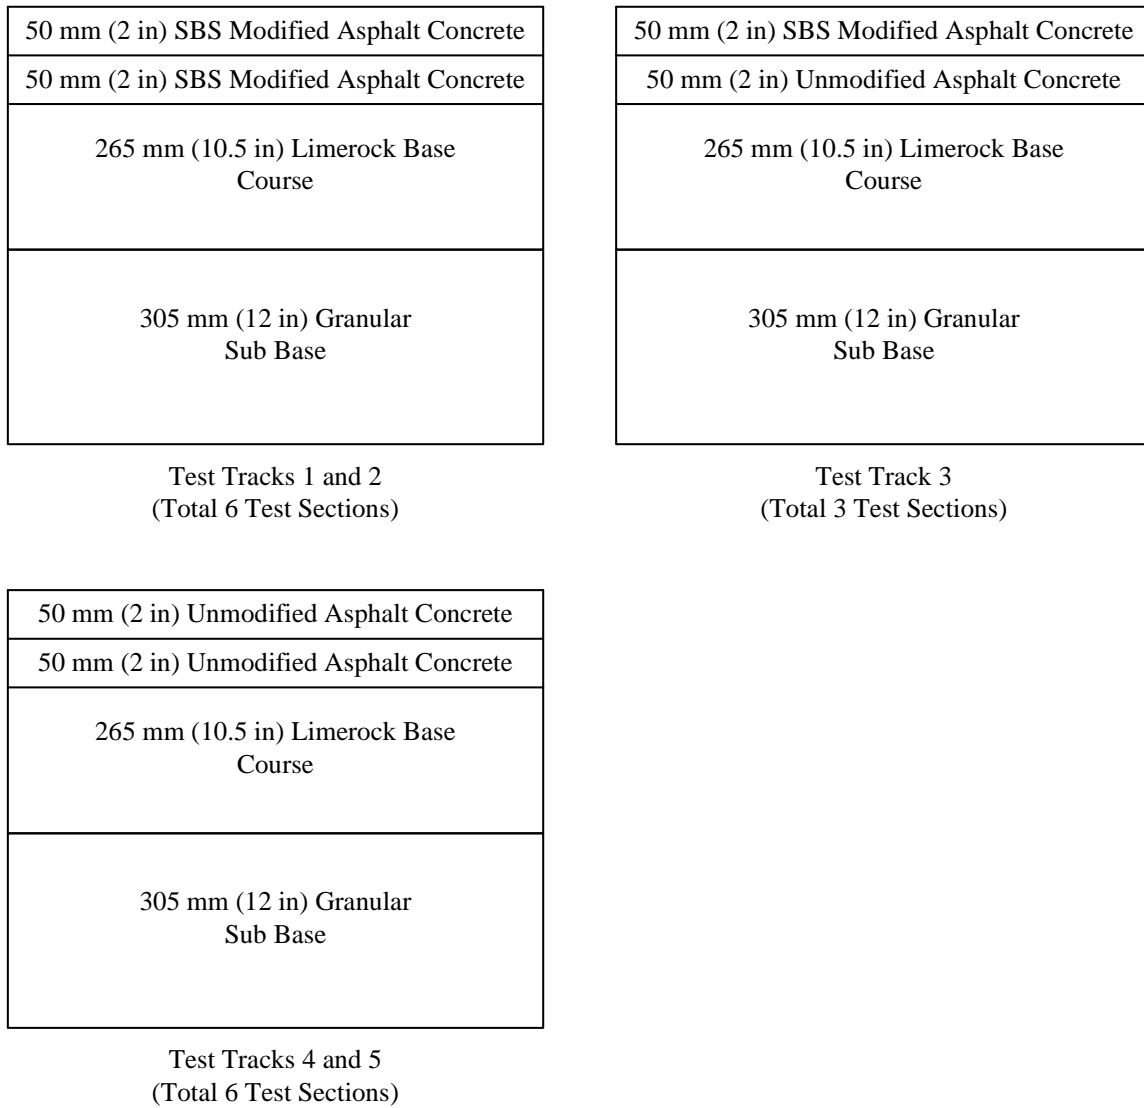 50 mm (2 in) SBS Modified Asphalt Concrete
50 mm (2 in) SBS Modified Asphalt Concrete
265 mm (10.5 in) Limerock Base
Course
305 mm (12 in) Granular
Sub Base
Test Tracks 1 and 2
(Total 6 Test Sections)
50 mm (2 in) SBS Modified Asphalt Concrete
50 mm (2 in) Unmodified Asphalt Concrete
265 mm (10.5 in) Limerock Base
Course
305 mm (12 in) Granular
Sub Base
Test Track 3
(Total 3 Test Sections)
50 mm (2 in) Unmodified Asphalt Concrete
50 mm (2 in) Unmodified Asphalt Concrete
265 mm (10.5 in) Limerock Base
Course
305 mm (12 in) Granular
Sub Base
Test Tracks 4 and 5
(Total 6 Test Sections)